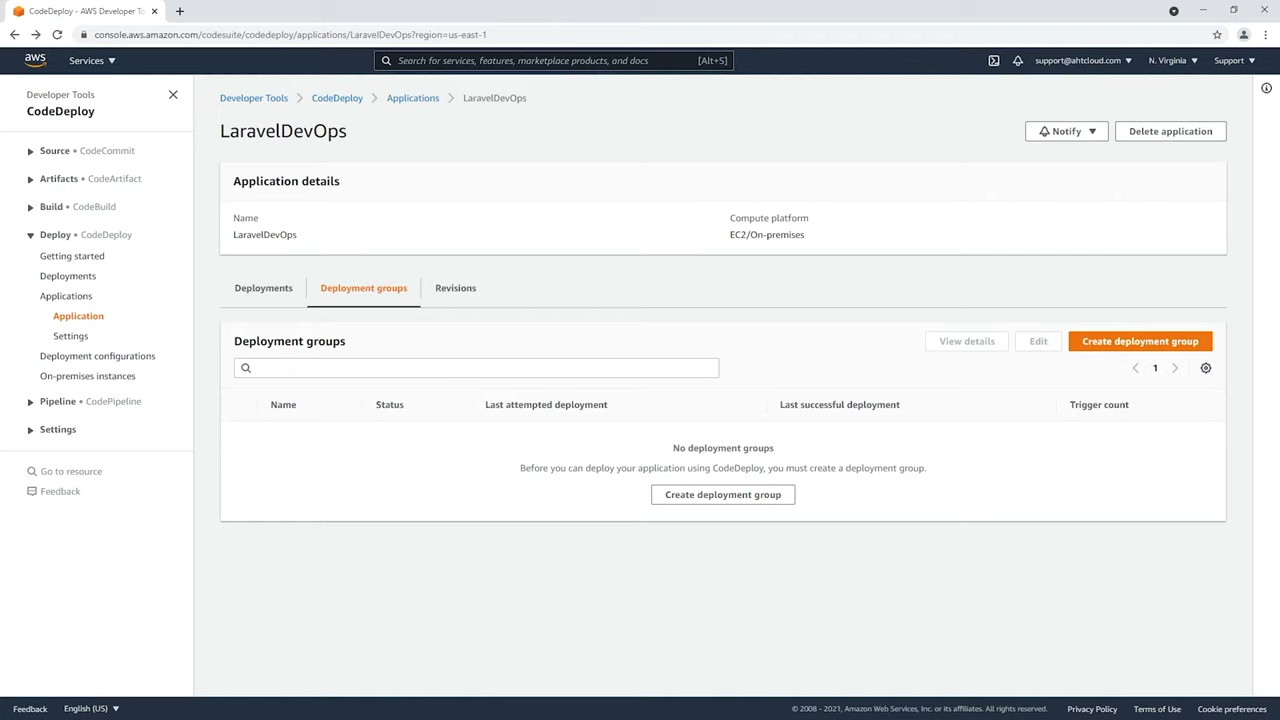 CodeDeploy - AWS Developer To
console.aws.amazon.com/codesuite/codedeploy/applications/LaravelDevOps?region=us-east-1
aws
Services
Search for services, features, marketplace products, and docs [Alt+S]
support@ahtcloud.com
N. Virginia
Support
Developer Tools
CodeDeploy
Source • CodeCommit
Artifacts • CodeArtifact
Build • CodeBuild
Deploy • CodeDeploy
Getting started
Deployments
Applications
Application
Settings
Deployment configurations
On-premises instances
Pipeline • CodePipeline
Settings
Go to resource
Feedback
Developer Tools > CodeDeploy > Applications > LaravelDevOps
LaravelDevOps
Notify
Delete application
Application details
Name
LaravelDevOps
Compute platform
EC2/On-premises
Deployments
Deployment groups
Revisions
Deployment groups
View details
Edit
Create deployment group
1
Name
Status
Last attempted deployment
Last successful deployment
Trigger count
No deployment groups
Before you can deploy your application using CodeDeploy, you must create a deployment group.
Create deployment group
Feedback
English (US)
© 2008 - 2021, Amazon Web Services, Inc. or its affiliates. All rights reserved.
Privacy Policy
Terms of Use
Cookie preferences